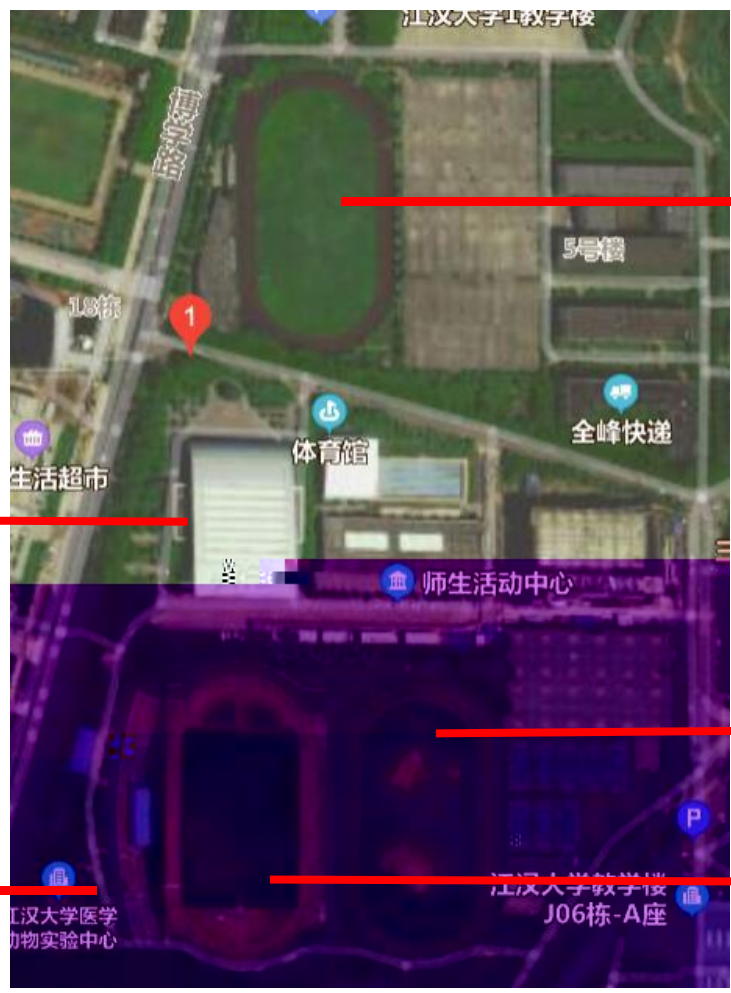 江汉大学1教学楼
博学路
5号楼
18栋
1
全峰快递
体育馆
生活超市
师生活动中心
P
江汉大学教学楼
J06栋-A座
江汉大学医学
动物实验中心